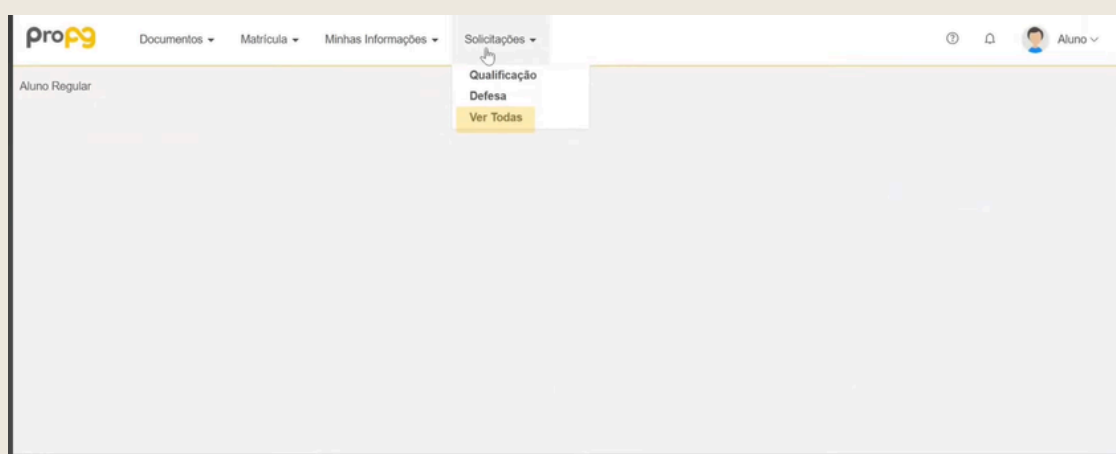 propg
Documentos
Matrícula
Minhas Informações
Solicitações
Aluno
Qualificação
Defesa
Ver Todas
Aluno Regular